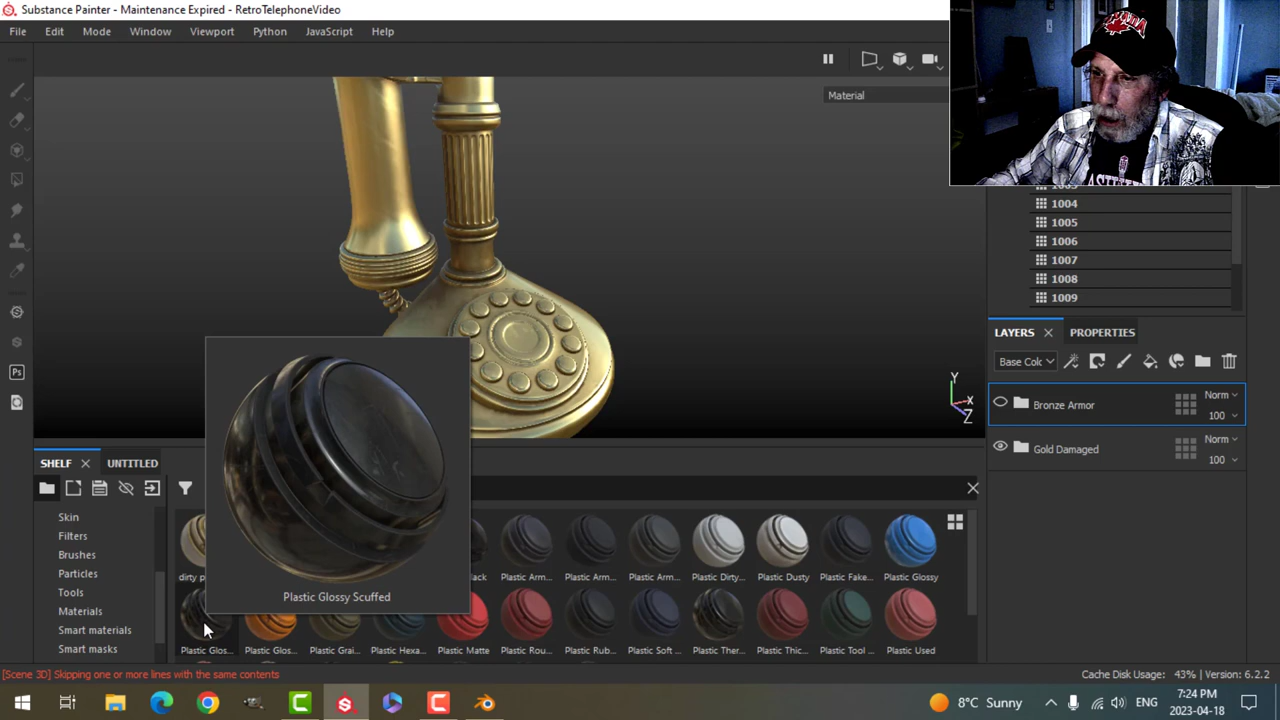 Substance Painter - Maintenance Expired - RetroTelephoneVideo
File Edit Mode Window Viewport Python JavaScript Help
Material
1004
1005
1006
1007
1008
1009
LAYERS PROPERTIES
Base Col
Bronze Armor Norm
100
Gold Damaged Norm
100
Y
X
Z
SHELF UNTITLED
Skin
Filters
Brushes
Particles
Tools
Materials
Smart materials
Smart masks
Plastic Glossy Scuffed
Plastic Arm... Plastic Arm... Plastic Arm... Plastic Dirty... Plastic Dusty Plastic Fake... Plastic Glossy
Plastic Glos... Plastic Glos... Plastic Grai... Plastic Hexa... Plastic Matte Plastic Rou... Plastic Rub... Plastic Soft ... Plastic Ther... Plastic Thic... Plastic Tool ... Plastic Used
[Scene 3D] Skipping one or more lines with the same contents
Cache Disk Usage: 43% | Version: 6.2.2
8°C Sunny
ENG
7:24 PM
2023-04-18